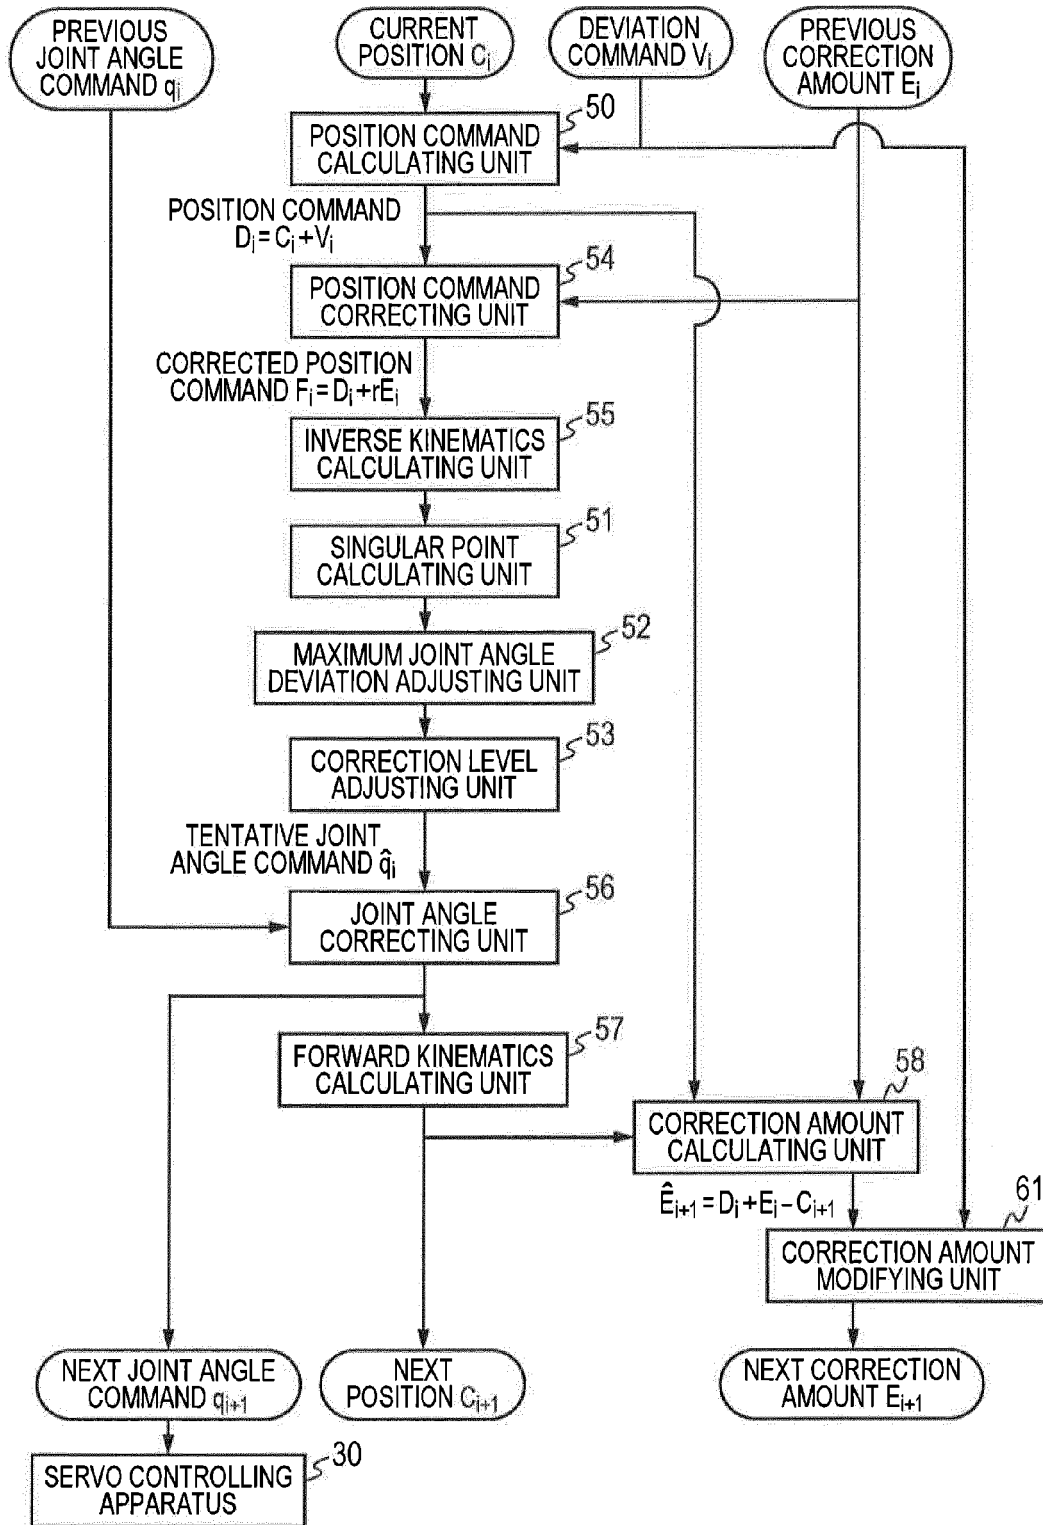 PREVIOUS
JOINT ANGLE
COMMAND qi
CURRENT
POSITION Ci
DEVIATION
COMMAND Vi
PREVIOUS
CORRECTION
AMOUNT Ei
50
POSITION COMMAND
CALCULATING UNIT
POSITION COMMAND
Di=Ci+Vi
54
POSITION COMMAND
CORRECTING UNIT
CORRECTED POSITION
COMMAND Fi=Di+rEi
55
INVERSE KINEMATICS
CALCULATING UNIT
51
SINGULAR POINT
CALCULATING UNIT
52
MAXIMUM JOINT ANGLE
DEVIATION ADJUSTING UNIT
53
CORRECTION LEVEL
ADJUSTING UNIT
TENTATIVE JOINT
ANGLE COMMAND q̂i
56
JOINT ANGLE
CORRECTING UNIT
57
FORWARD KINEMATICS
CALCULATING UNIT
58
CORRECTION AMOUNT
CALCULATING UNIT
Êi+1=Di+Ei−Ci+1
61
CORRECTION AMOUNT
MODIFYING UNIT
NEXT JOINT ANGLE
COMMAND qi+1
NEXT
POSITION Ci+1
NEXT CORRECTION
AMOUNT Ei+1
30
SERVO CONTROLLING
APPARATUS